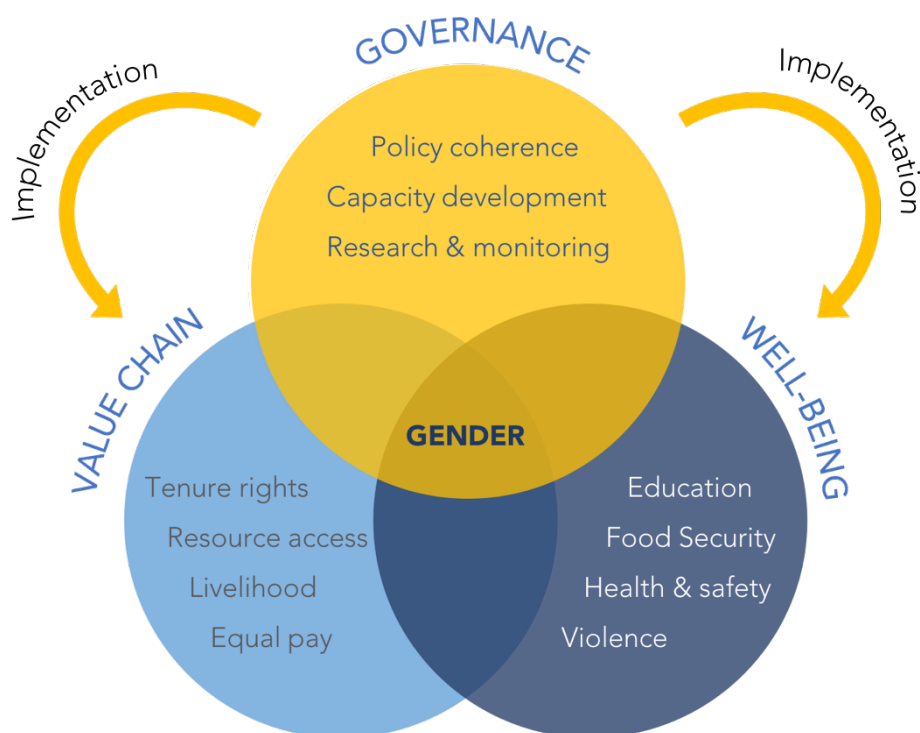 GOVERNANCE
Implementation
Implementation
Policy coherence
Capacity development
Research & monitoring
VALUE CHAIN
WELL-BEING
GENDER
Tenure rights
Resource access
Livelihood
Equal pay
Education
Food Security
Health & safety
Violence